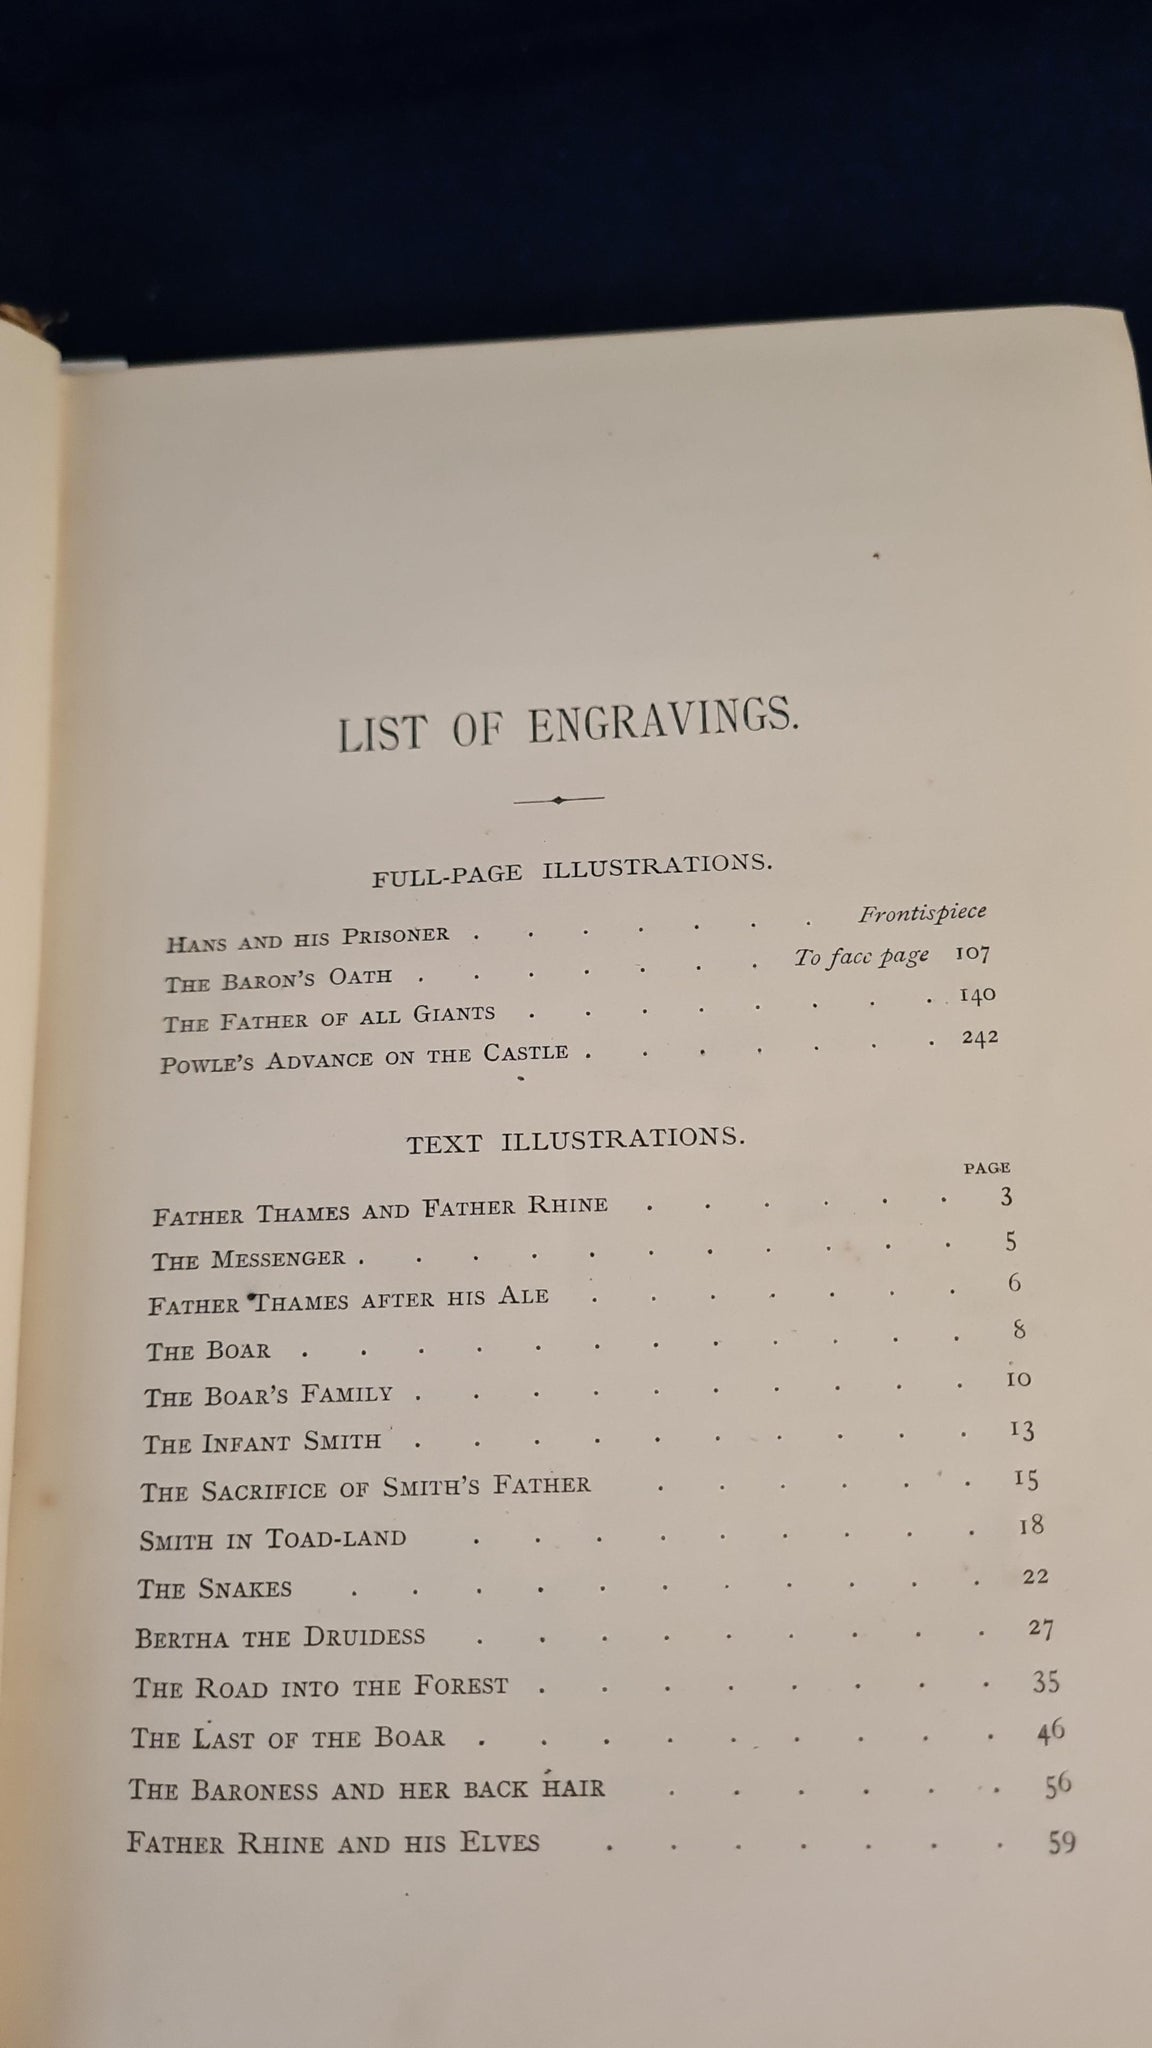 LIST OF ENGRAVINGS.
FULL-PAGE ILLUSTRATIONS.
HANS AND HIS PRISONER . . . . . . . Frontispiece
THE BARON'S OATH . . . . . . . To face page 107
THE FATHER OF ALL GIANTS . . . . . . . . . 140
POWLE'S ADVANCE ON THE CASTLE . . . . . . . 242
TEXT ILLUSTRATIONS.
PAGE
FATHER THAMES AND FATHER RHINE . . . . . . 3
THE MESSENGER . . . . . . . . . . . 5
FATHER THAMES AFTER HIS ALE . . . . . . . 6
THE BOAR . . . . . . . . . . . . 8
THE BOAR'S FAMILY . . . . . . . . . . 10
THE INFANT SMITH . . . . . . . . . . 13
THE SACRIFICE OF SMITH'S FATHER . . . . . . 15
SMITH IN TOAD-LAND . . . . . . . . . 18
THE SNAKES . . . . . . . . . . . 22
BERTHA THE DRUIDESS . . . . . . . . . 27
THE ROAD INTO THE FOREST . . . . . . . . 35
THE LAST OF THE BOAR . . . . . . . . . 46
THE BARONESS AND HER BACK HAIR . . . . . . 56
FATHER RHINE AND HIS ELVES . . . . . . . 59